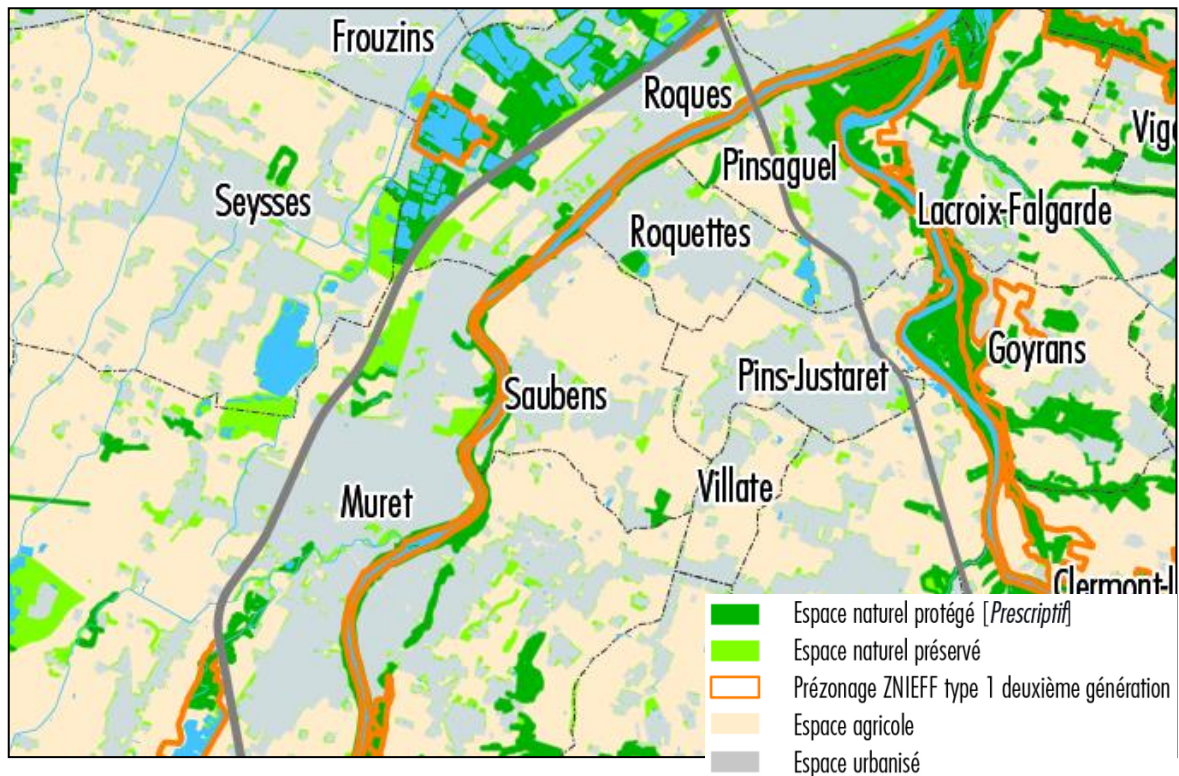 Frouzins
Roques
Pinsaguel
Seysses
Lacroix-Falgarde
Roquettes
Goyrans
Pins-Justaret
Saubens
Villate
Muret
Espace naturel protégé [Prescriptif]
Espace naturel préservé
Prézonage ZNIEFF type 1 deuxième génération
Espace agricole
Espace urbanisé